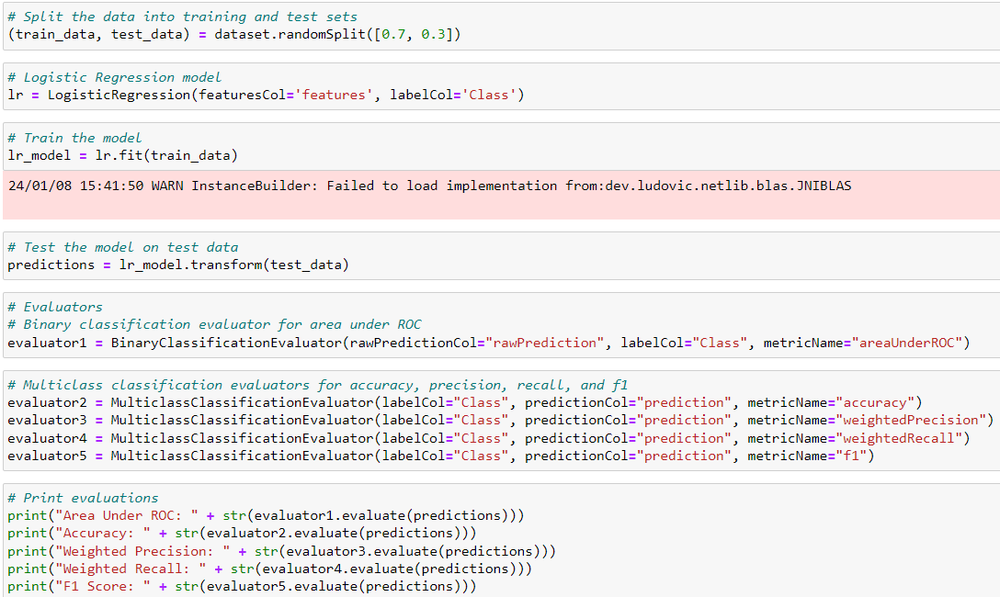 # Split the data into training and test sets
(train_data, test_data) = dataset.randomSplit([0.7, 0.3])
# Logistic Regression model
lr = LogisticRegression(featuresCol='features', labelCol='Class')
# Train the model
lr_model = lr.fit(train_data)
24/01/08 15:41:50 WARN InstanceBuilder: Failed to load implementation from:dev.ludovic.netlib.blas.JNIBLAS
# Test the model on test data
predictions = lr_model.transform(test_data)
# Evaluators
# Binary classification evaluator for area under ROC
evaluator1 = BinaryClassificationEvaluator(rawPredictionCol="rawPrediction", labelCol="Class", metricName="areaUnderROC")
# Multiclass classification evaluators for accuracy, precision, recall, and f1
evaluator2 = MulticlassClassificationEvaluator(labelCol="Class", predictionCol="prediction", metricName="accuracy")
evaluator3 = MulticlassClassificationEvaluator(labelCol="Class", predictionCol="prediction", metricName="weightedPrecision")
evaluator4 = MulticlassClassificationEvaluator(labelCol="Class", predictionCol="prediction", metricName="weightedRecall")
evaluator5 = MulticlassClassificationEvaluator(labelCol="Class", predictionCol="prediction", metricName="f1")
# Print evaluations
print("Area Under ROC: " + str(evaluator1.evaluate(predictions)))
print("Accuracy: " + str(evaluator2.evaluate(predictions)))
print("Weighted Precision: " + str(evaluator3.evaluate(predictions)))
print("Weighted Recall: " + str(evaluator4.evaluate(predictions)))
print("F1 Score: " + str(evaluator5.evaluate(predictions)))